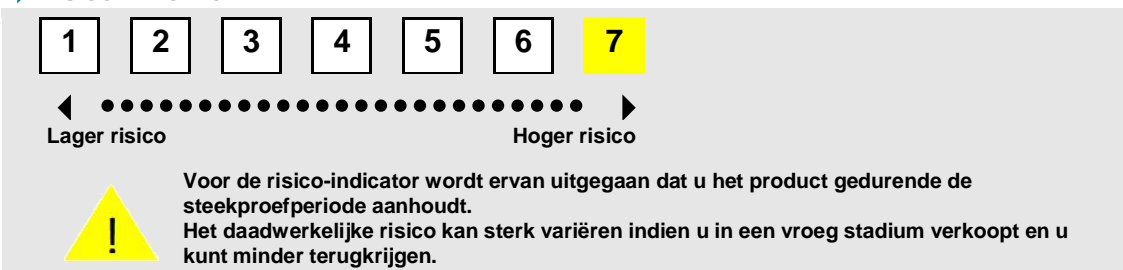 1 2 3 4 5 6 7
Lager risico Hoger risico
Voor de risico-indicator wordt ervan uitgegaan dat u het product gedurende de
steekproefperiode aanhoudt.
! Het daadwerkelijke risico kan sterk variëren indien u in een vroeg stadium verkoopt en u
kunt minder terugkrijgen.